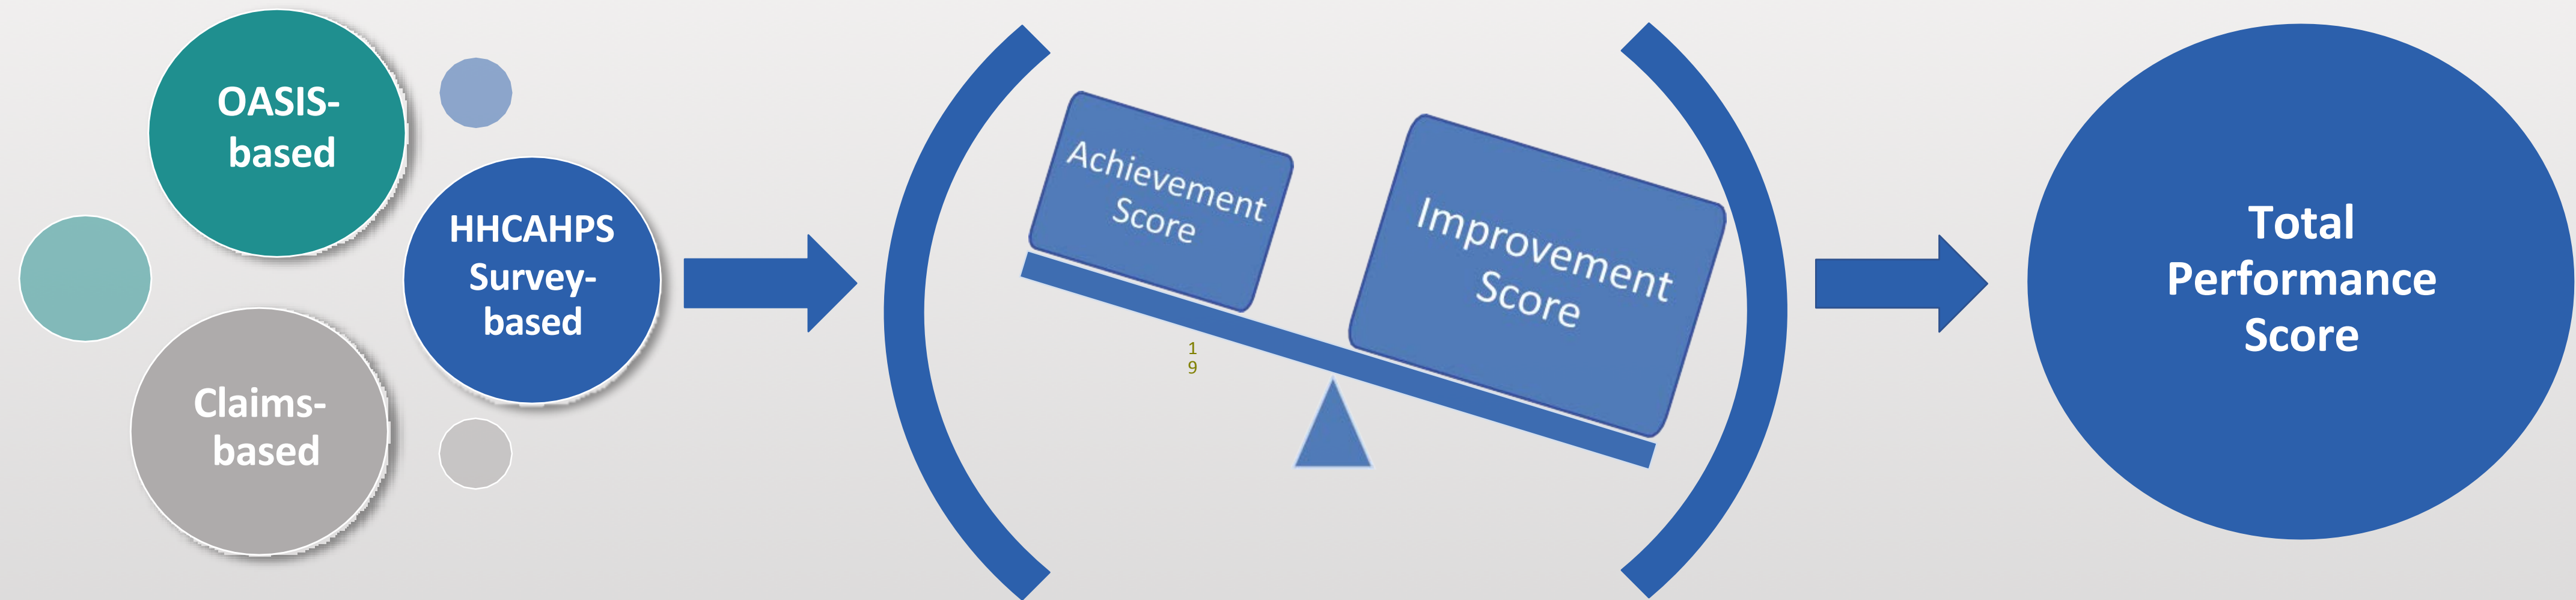 OASIS-
based
HHCAHPS
Survey-
based
Claims-
based
Achievement
Score
Improvement
Score
1
9
Total
Performance
Score